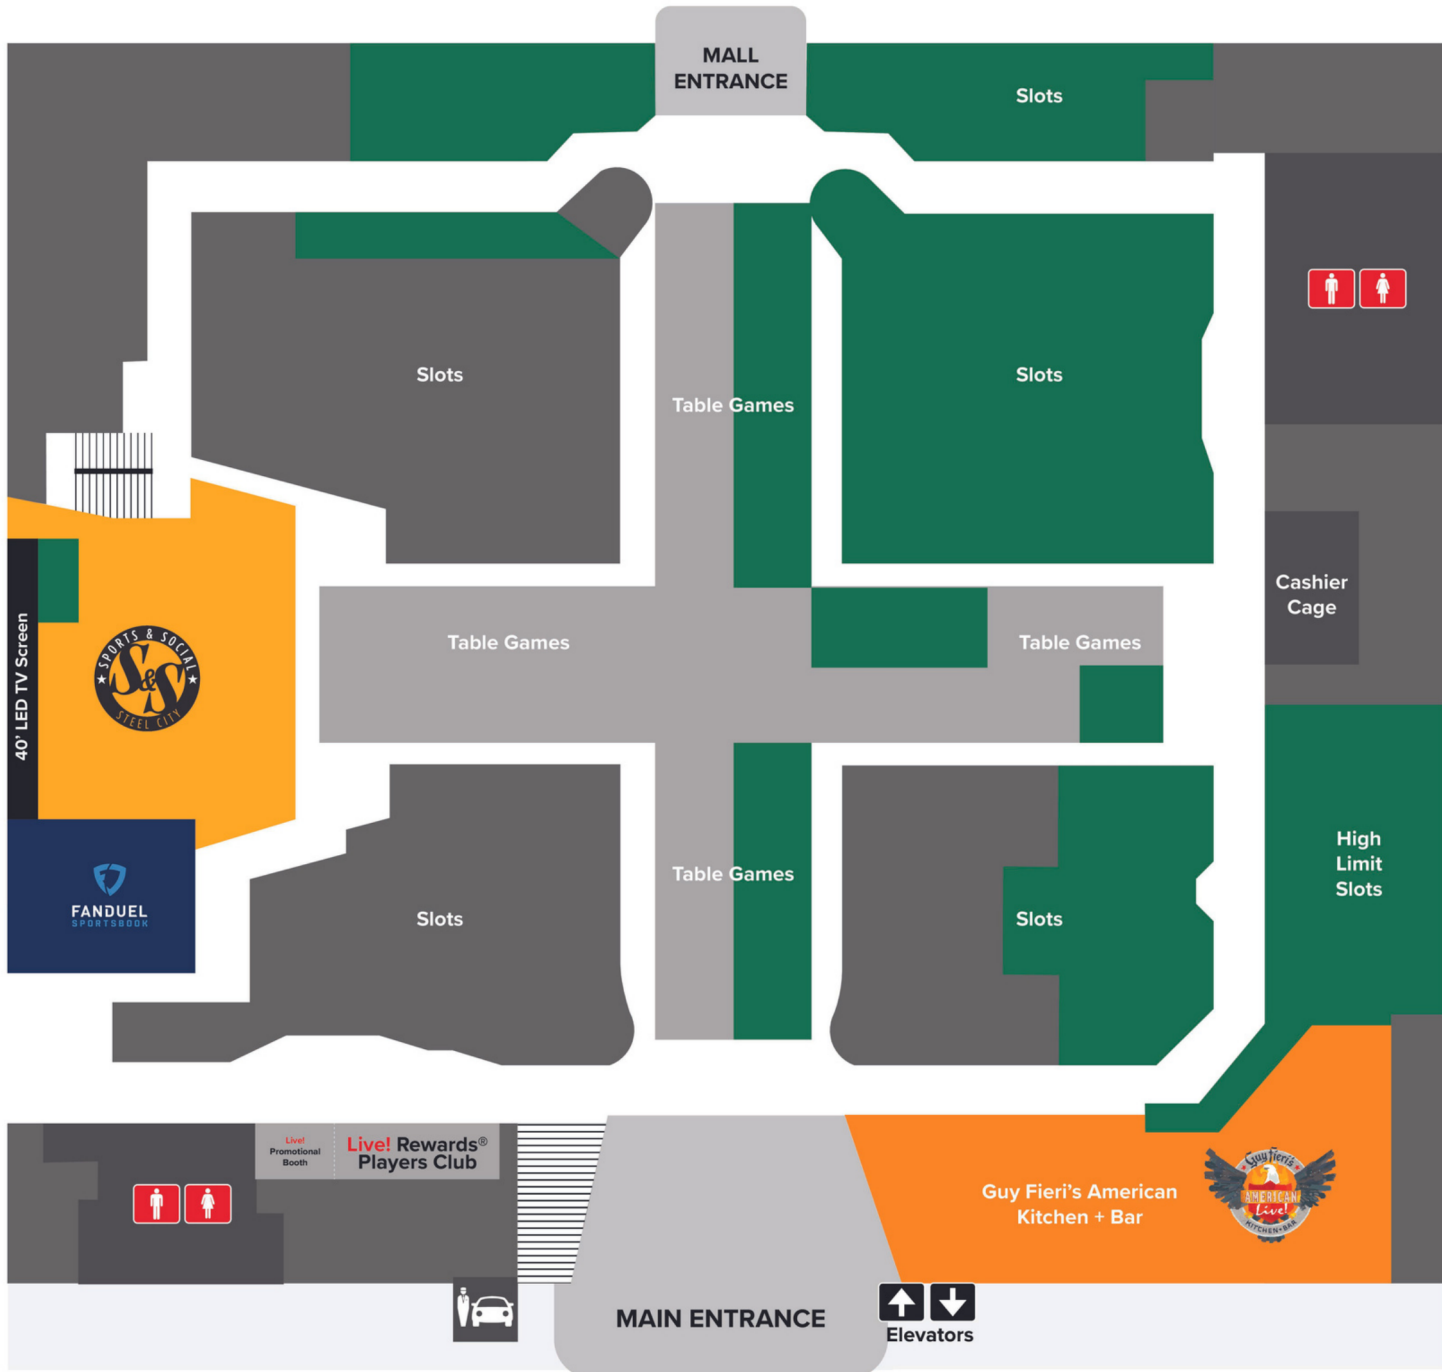 MALL
ENTRANCE
Slots
Slots
Slots
Table Games
Cashier
Cage
40' LED TV Screen
SPORTS & SOCIAL
S&S
STEEL CITY
Table Games
Table Games
High
Limit
Slots
FANDUEL
SPORTSBOOK
Slots
Table Games
Slots
Live!
Promotional
Booth
Live! Rewards®
Players Club
Guy Fieri's American
Kitchen + Bar
Guy Fieri's
AMERICAN
Live!
KITCHEN+BAR
MAIN ENTRANCE
Elevators